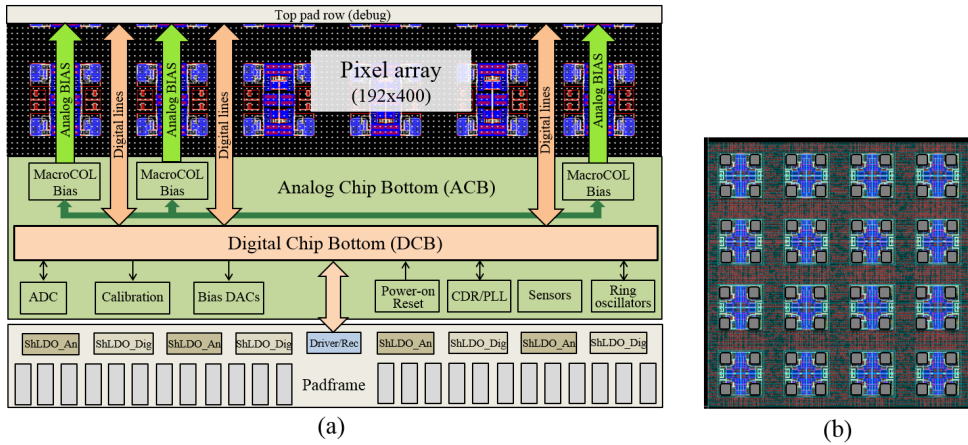 Top pad row (debug)
Analog BIAS
Digital lines
Analog BIAS
Digital lines
Pixel array
(192x400)
Digital lines
Analog BIAS
MacroCOL
Bias
MacroCOL
Bias
Analog Chip Bottom (ACB)
MacroCOL
Bias
Digital Chip Bottom (DCB)
ADC
Calibration
Bias DACs
Power-on
Reset
CDR/PLL
Sensors
Ring
oscillators
ShLDO_An
ShLDO_Dig
ShLDO_An
ShLDO_Dig
Driver/Rec
ShLDO_An
ShLDO_Dig
ShLDO_An
ShLDO_Dig
Padframe
(a)
(b)